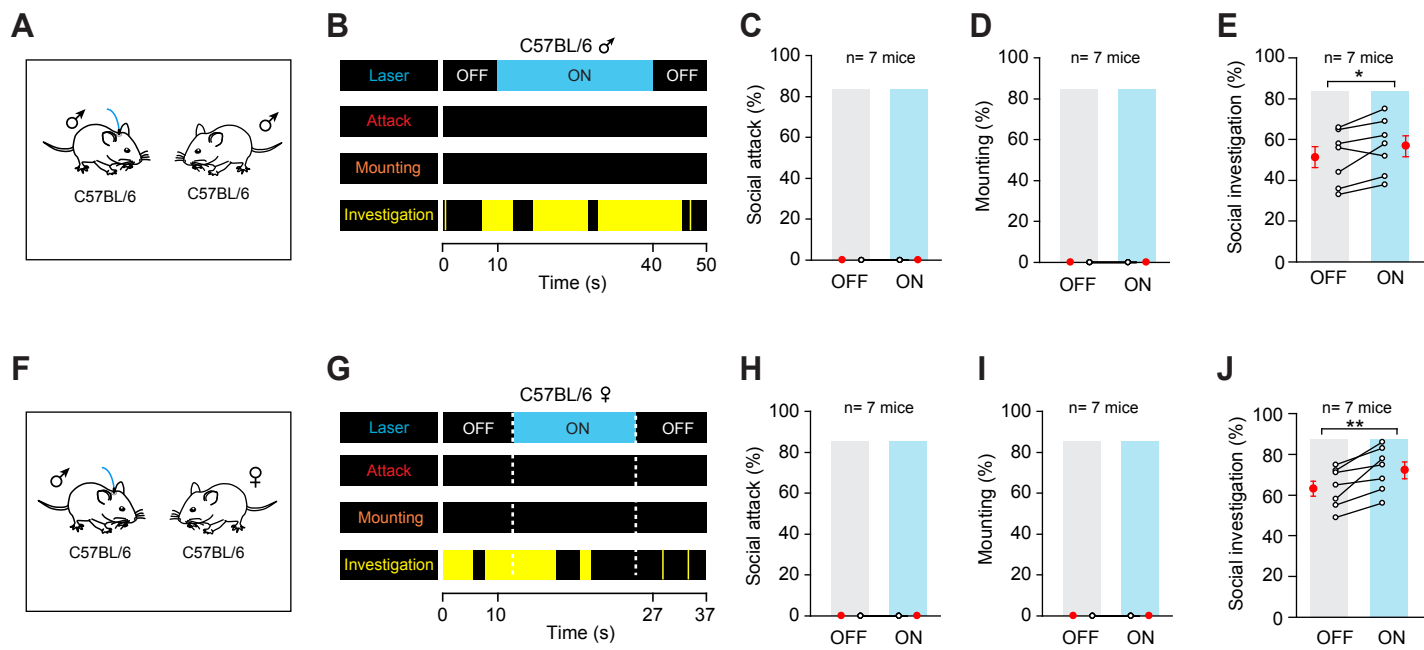 A
♂
♂
C57BL/6
C57BL/6
B
C57BL/6 ♂
Laser
OFF
ON
OFF
Attack
Mounting
Investigation
0
10
40
50
Time (s)
C
n= 7 mice
Social attack (%)
100
80
60
40
20
0
OFF
ON
D
n= 7 mice
Mounting (%)
100
80
60
40
20
0
OFF
ON
E
n= 7 mice
*
Social investigation (%)
100
80
60
40
20
0
OFF
ON
F
♂
♀
C57BL/6
C57BL/6
G
C57BL/6 ♀
Laser
OFF
ON
OFF
Attack
Mounting
Investigation
0
10
27
37
Time (s)
H
n= 7 mice
Social attack (%)
100
80
60
40
20
0
OFF
ON
I
n= 7 mice
Mounting (%)
100
80
60
40
20
0
OFF
ON
J
n= 7 mice
**
Social investigation (%)
100
80
60
40
20
0
OFF
ON